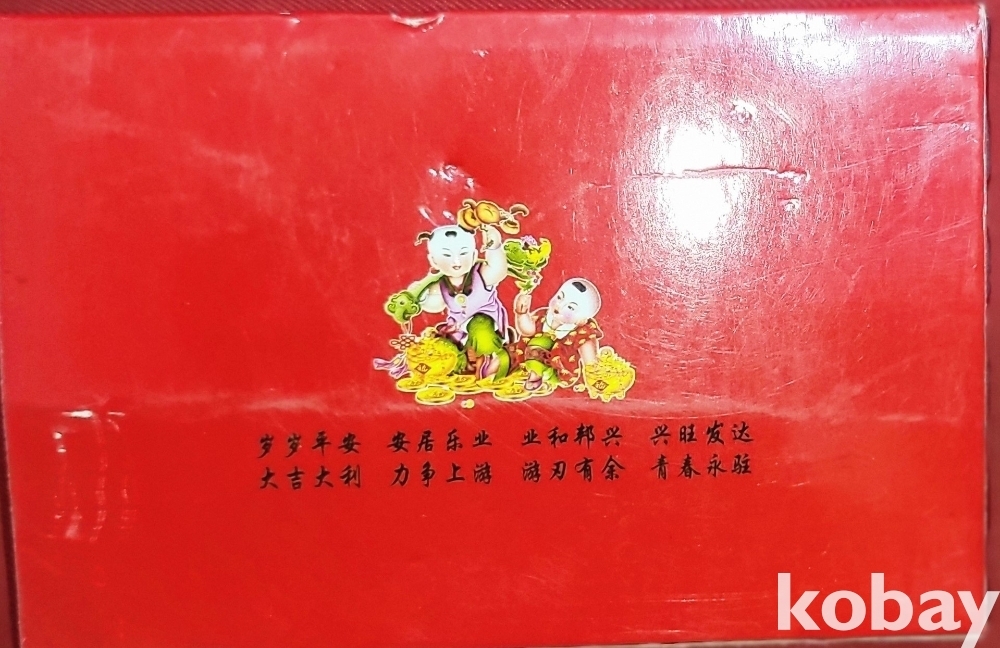 岁岁平安 安居乐业 业和邦兴 兴旺发达
大吉大利 力争上游 游刃有余 青春永驻
kobay